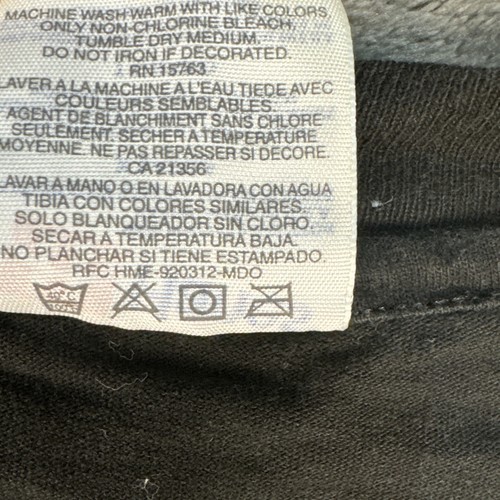 MACHINE WASH WARM WITH LIKE COLORS,
ONLY NON-CHLORINE BLEACH,
TUMBLE DRY MEDIUM.
DO NOT IRON IF DECORATED.
RN 15763
LAVER A LA MACHINE A L'EAU TIEDE AVEC
COULEURS SEMBLABLES.
AGENT DE BLANCHIMENT SANS CHLORE
SEULEMENT. SECHER A TEMPERATURE
MOYENNE. NE PAS REPASSER SI DECORE.
CA 21356
LAVAR A MANO O EN LAVADORA CON AGUA
TIBIA CON COLORES SIMILARES.
SOLO BLANQUEADOR SIN CLORO.
SECAR A TEMPERATURA BAJA.
NO PLANCHAR SI TIENE ESTAMPADO.
RFC HME-920312-MDO
40°C